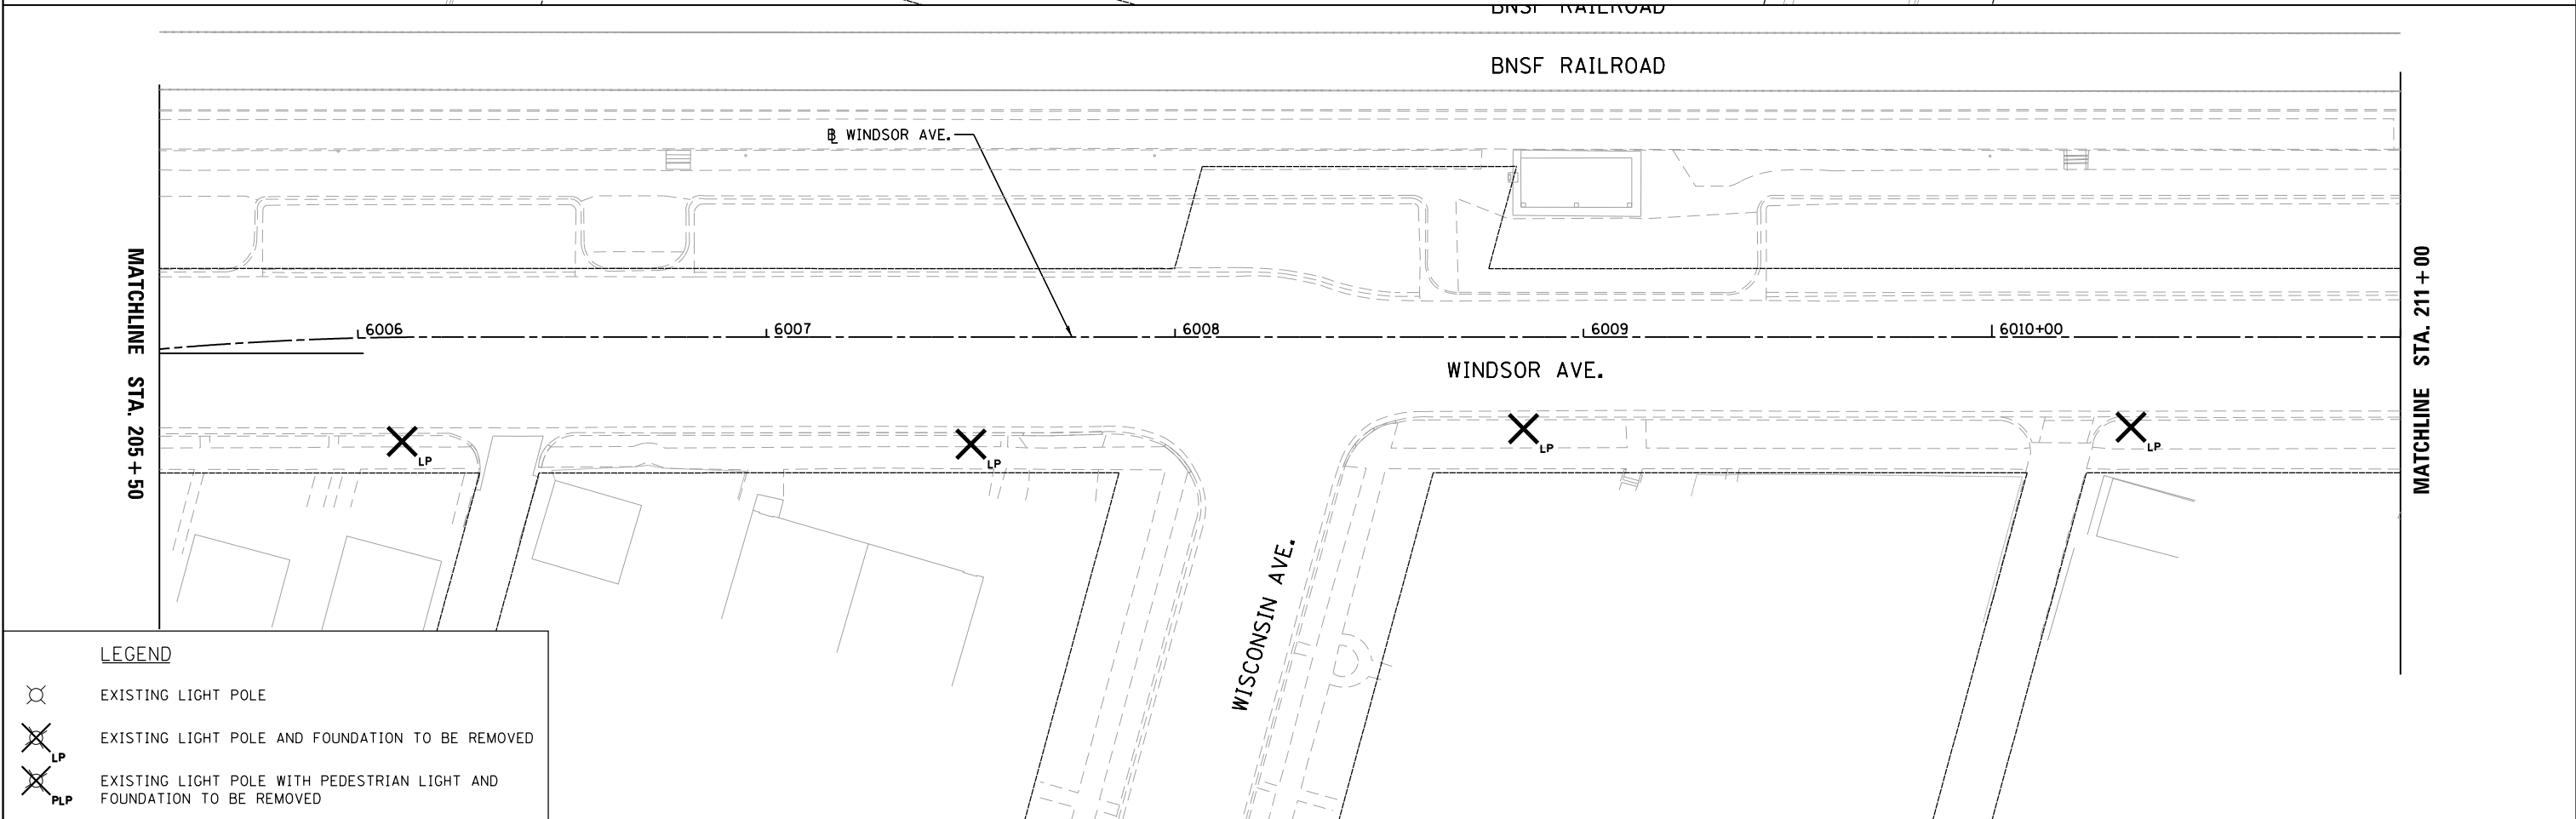 BNSF RAILROAD
BNSF RAILROAD
BL WINDSOR AVE.
MATCHLINE STA. 205+50
MATCHLINE STA. 211+00
6006 6007 6008 6009 6010+00
WINDSOR AVE.
LP LP LP LP
WISCONSIN AVE.
LEGEND
EXISTING LIGHT POLE
LP EXISTING LIGHT POLE AND FOUNDATION TO BE REMOVED
PLP EXISTING LIGHT POLE WITH PEDESTRIAN LIGHT AND
FOUNDATION TO BE REMOVED